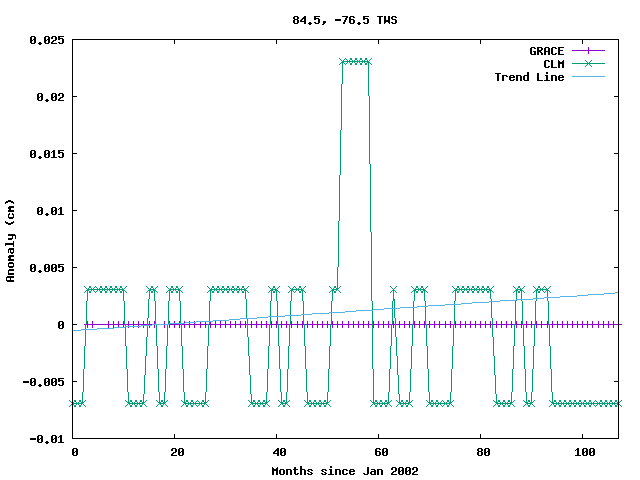 84.5, -76.5 TWS
0.025
0.02
0.015
0.01
0.005
0
-0.005
-0.01
Anomaly (cm)
GRACE
CLM
Trend Line
0 20 40 60 80 100
Months since Jan 2002